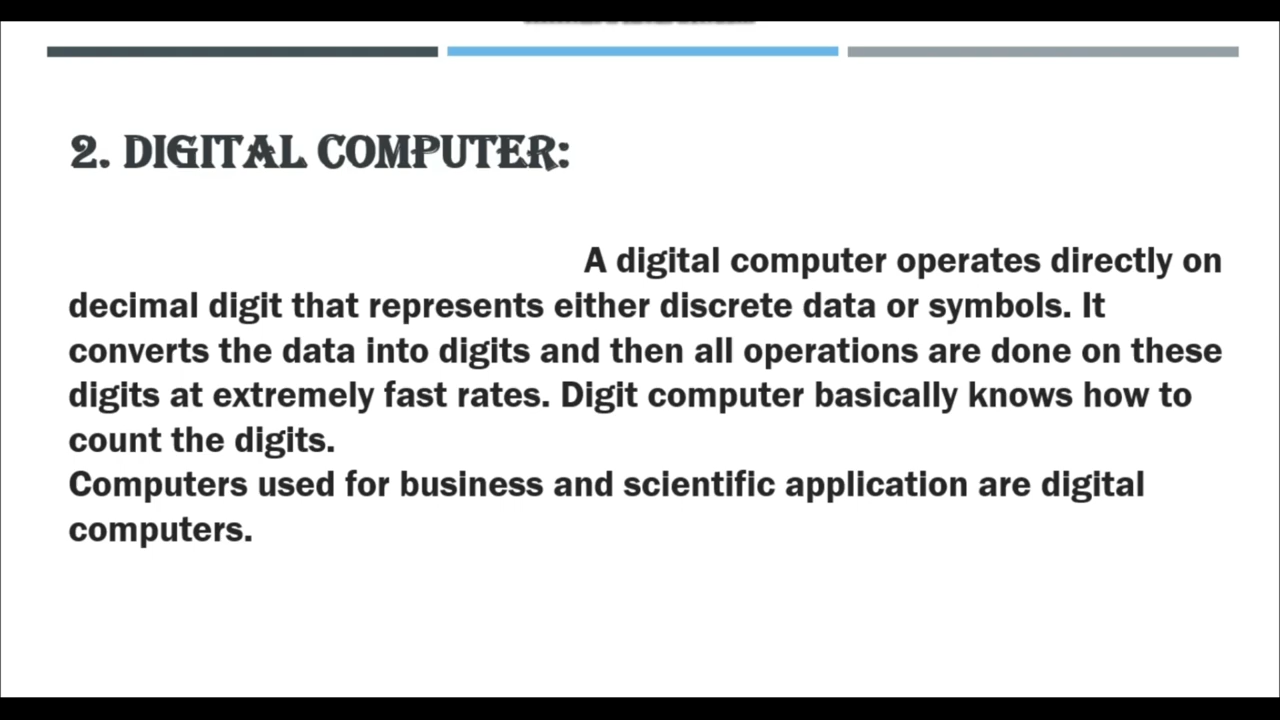 2. DIGITAL COMPUTER:
A digital computer operates directly on
decimal digit that represents either discrete data or symbols. It
converts the data into digits and then all operations are done on these
digits at extremely fast rates. Digit computer basically knows how to
count the digits.
Computers used for business and scientific application are digital
computers.